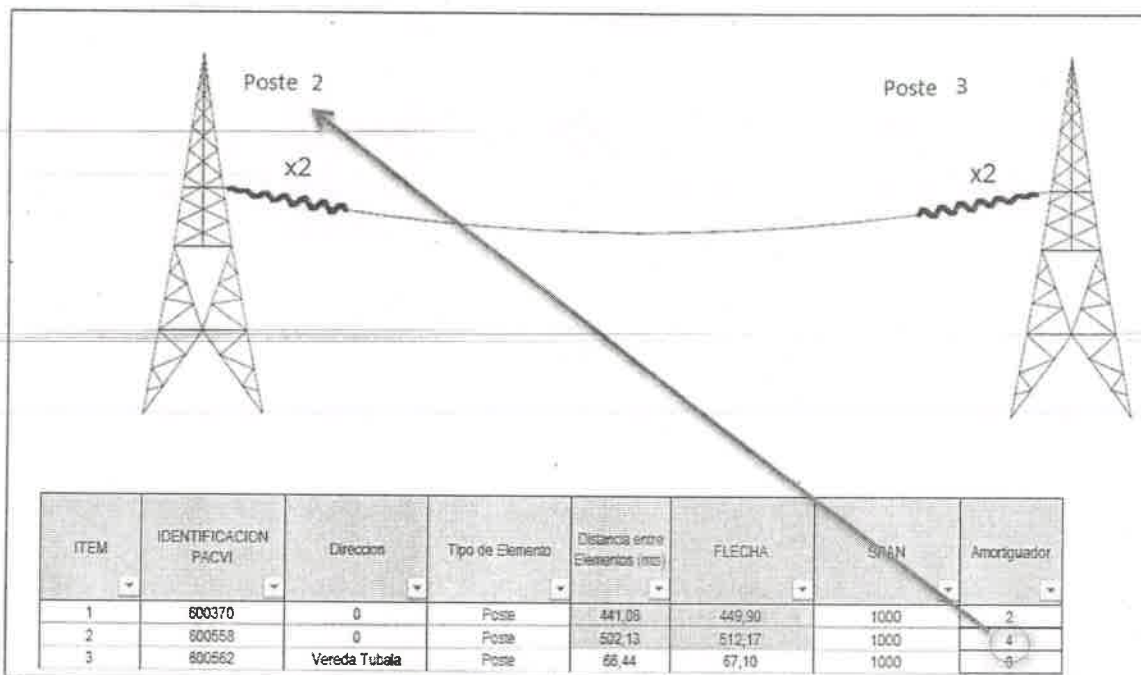 Poste 2
Poste 3
x2
x2
ITEM IDENTIFICACION PACVI Direccion Tipo de Elemento Distancia entre Elementos (mts) FLECHA SPAN Amortiguador
1 600370 0 Poste 441,08 449,90 1000 2
2 600558 0 Poste 502,13 512,17 1000 4
3 600562 Vereda Tubala Poste 66,44 67,10 1000 0